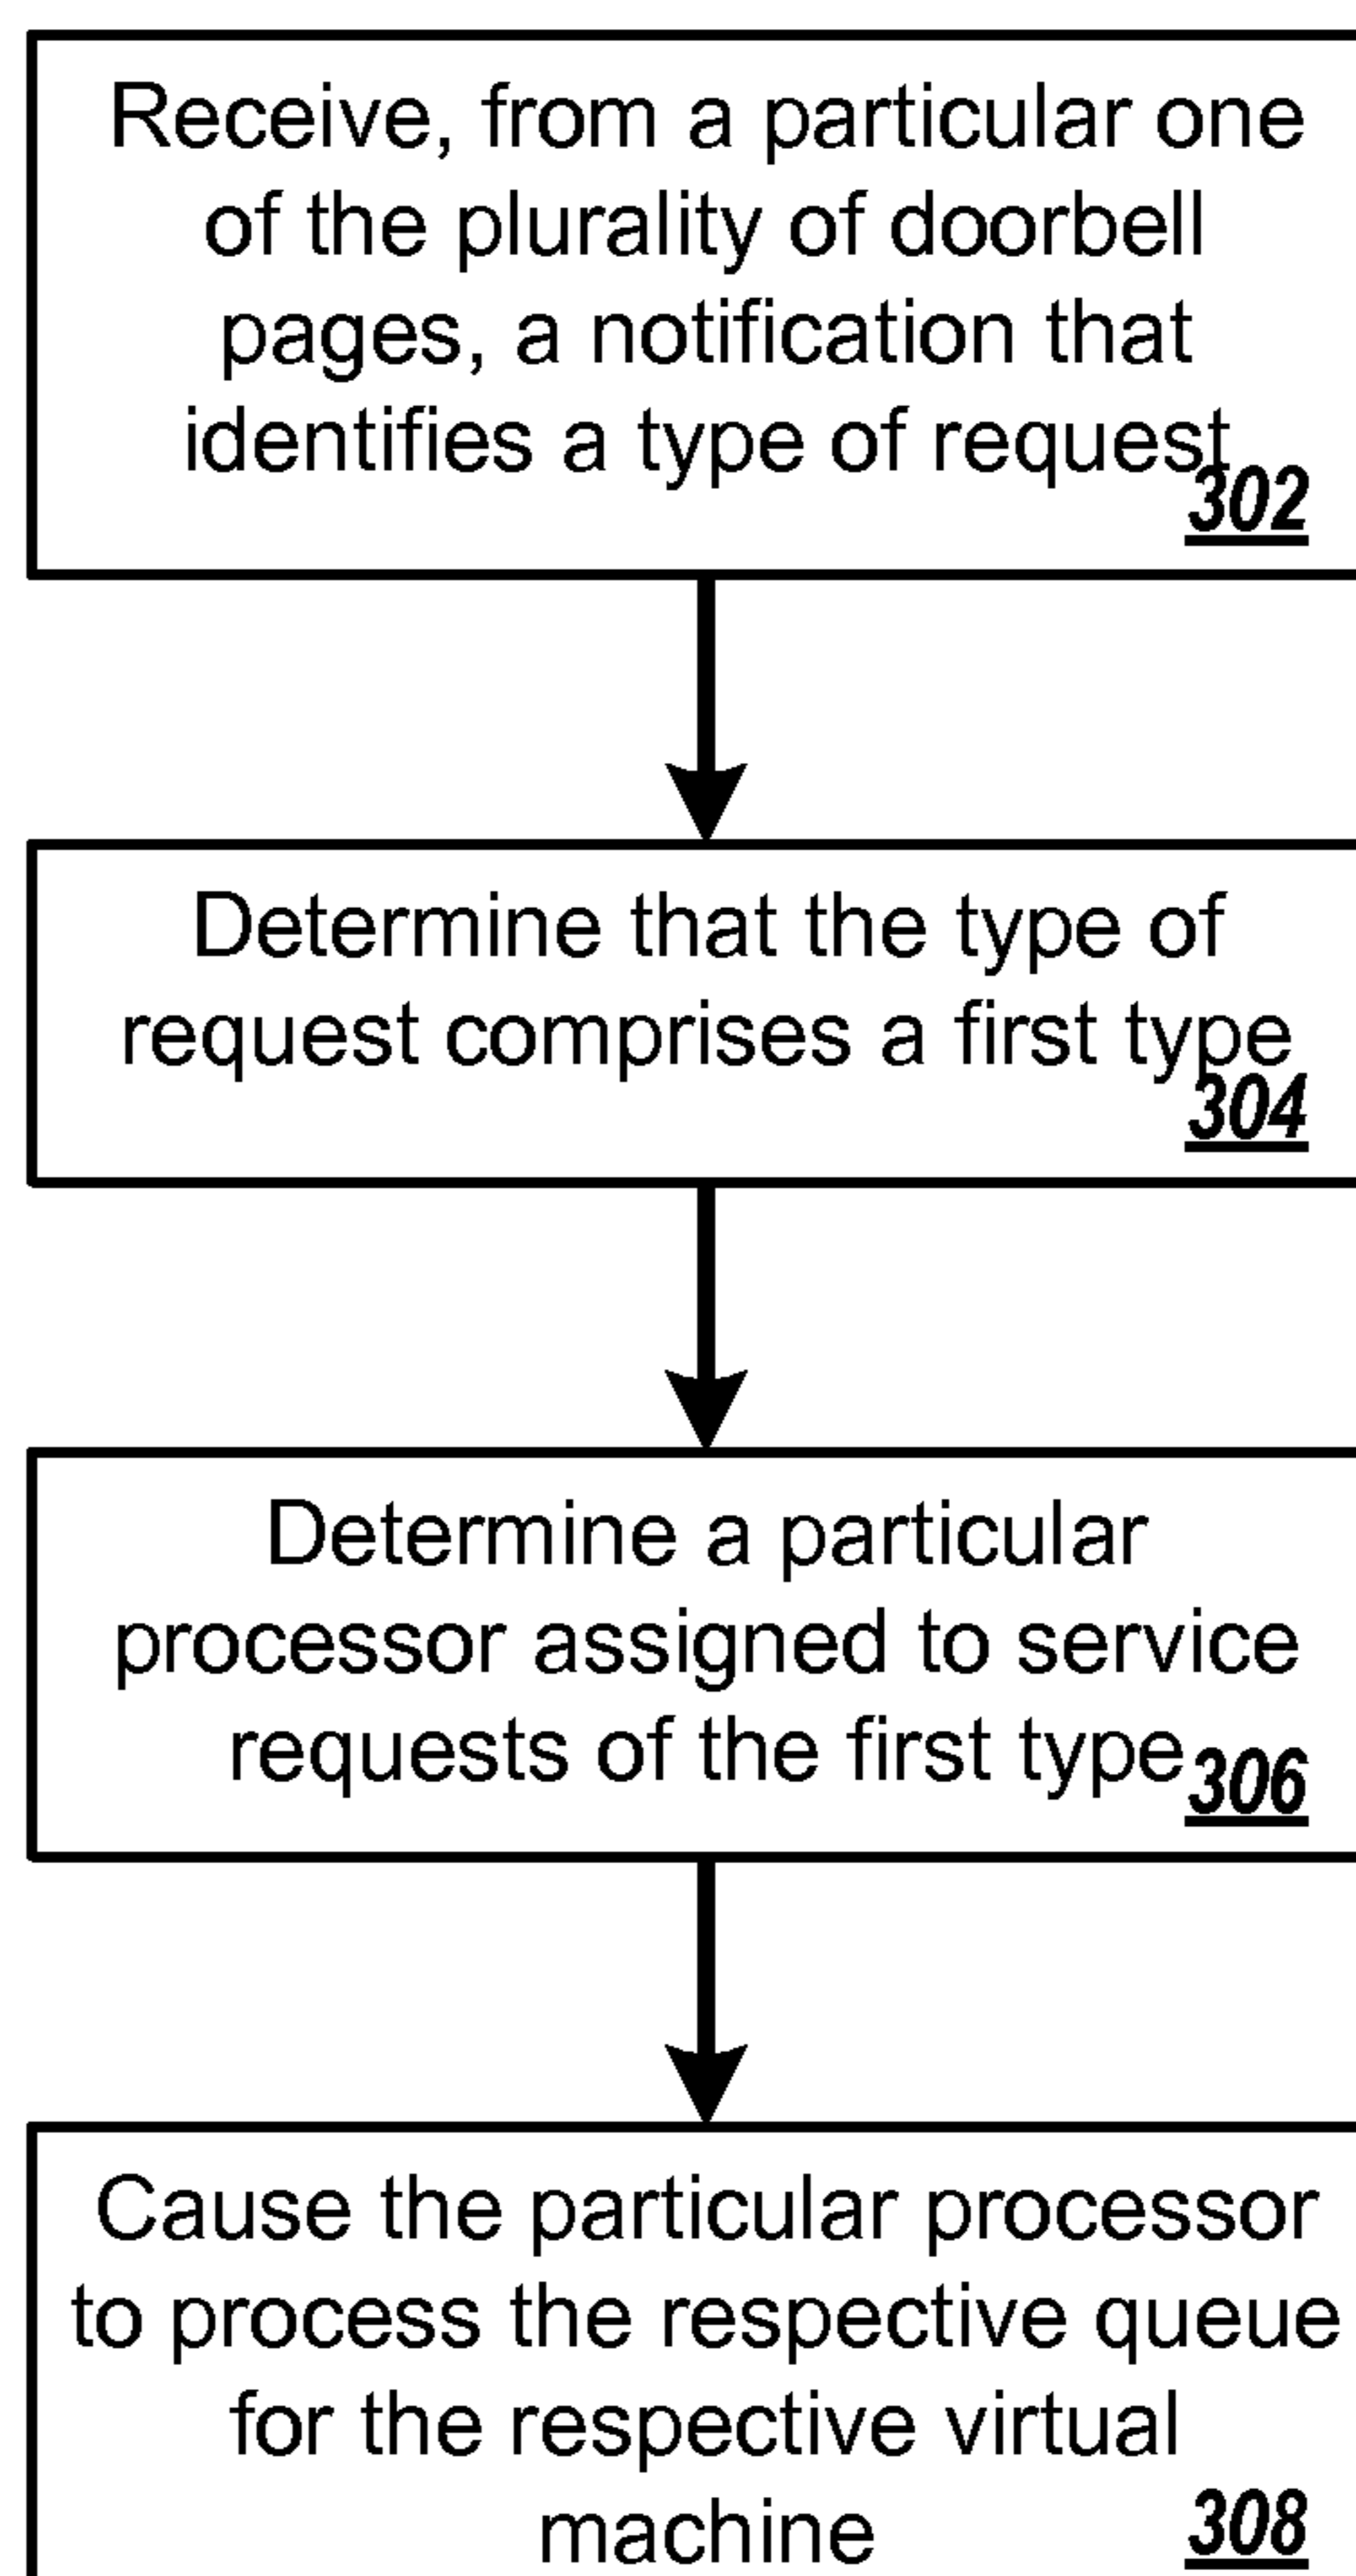 Receive, from a particular one
of the plurality of doorbell
pages, a notification that
identifies a type of request
302
Determine that the type of
request comprises a first type
304
Determine a particular
processor assigned to service
requests of the first type
306
Cause the particular processor
to process the respective queue
for the respective virtual
machine
308